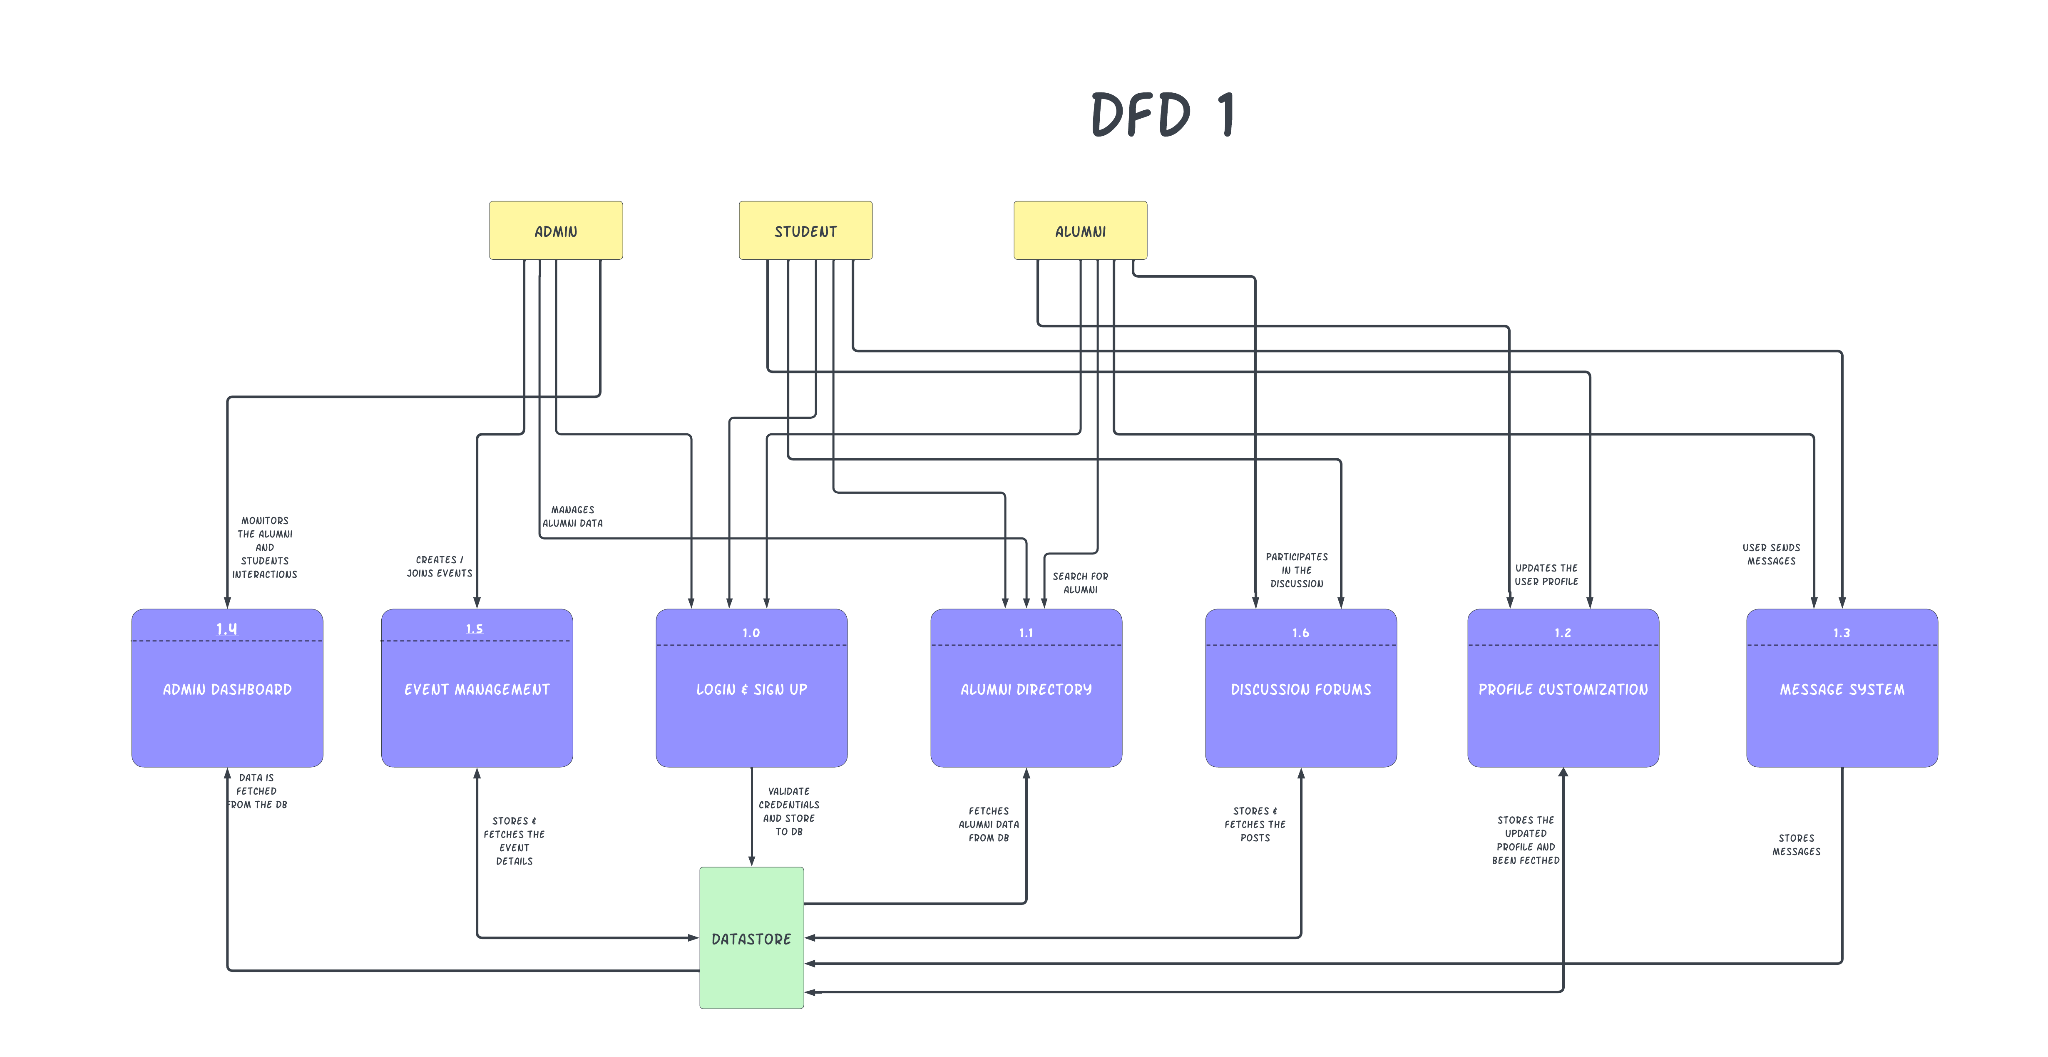 DFD 1
ADMIN
STUDENT
ALUMNI
MONITORS
THE ALUMNI
AND
STUDENTS
INTERACTIONS
CREATES /
JOINS EVENTS
MANAGES
ALUMNI DATA
SEARCH FOR
ALUMNI
PARTICIPATES
IN THE
DISCUSSION
UPDATES THE
USER PROFILE
USER SENDS
MESSAGES
1.4
ADMIN DASHBOARD
1.5
EVENT MANAGEMENT
1.0
LOGIN & SIGN UP
1.1
ALUMNI DIRECTORY
1.6
DISCUSSION FORUMS
1.2
PROFILE CUSTOMIZATION
1.3
MESSAGE SYSTEM
DATA IS
FETCHED
FROM THE DB
STORES &
FETCHES THE
EVENT
DETAILS
VALIDATE
CREDENTIALS
AND STORE
TO DB
FETCHES
ALUMNI DATA
FROM DB
STORES &
FETCHES THE
POSTS
STORES THE
UPDATED
PROFILE AND
BEEN FECTHED
STORES
MESSAGES
DATASTORE